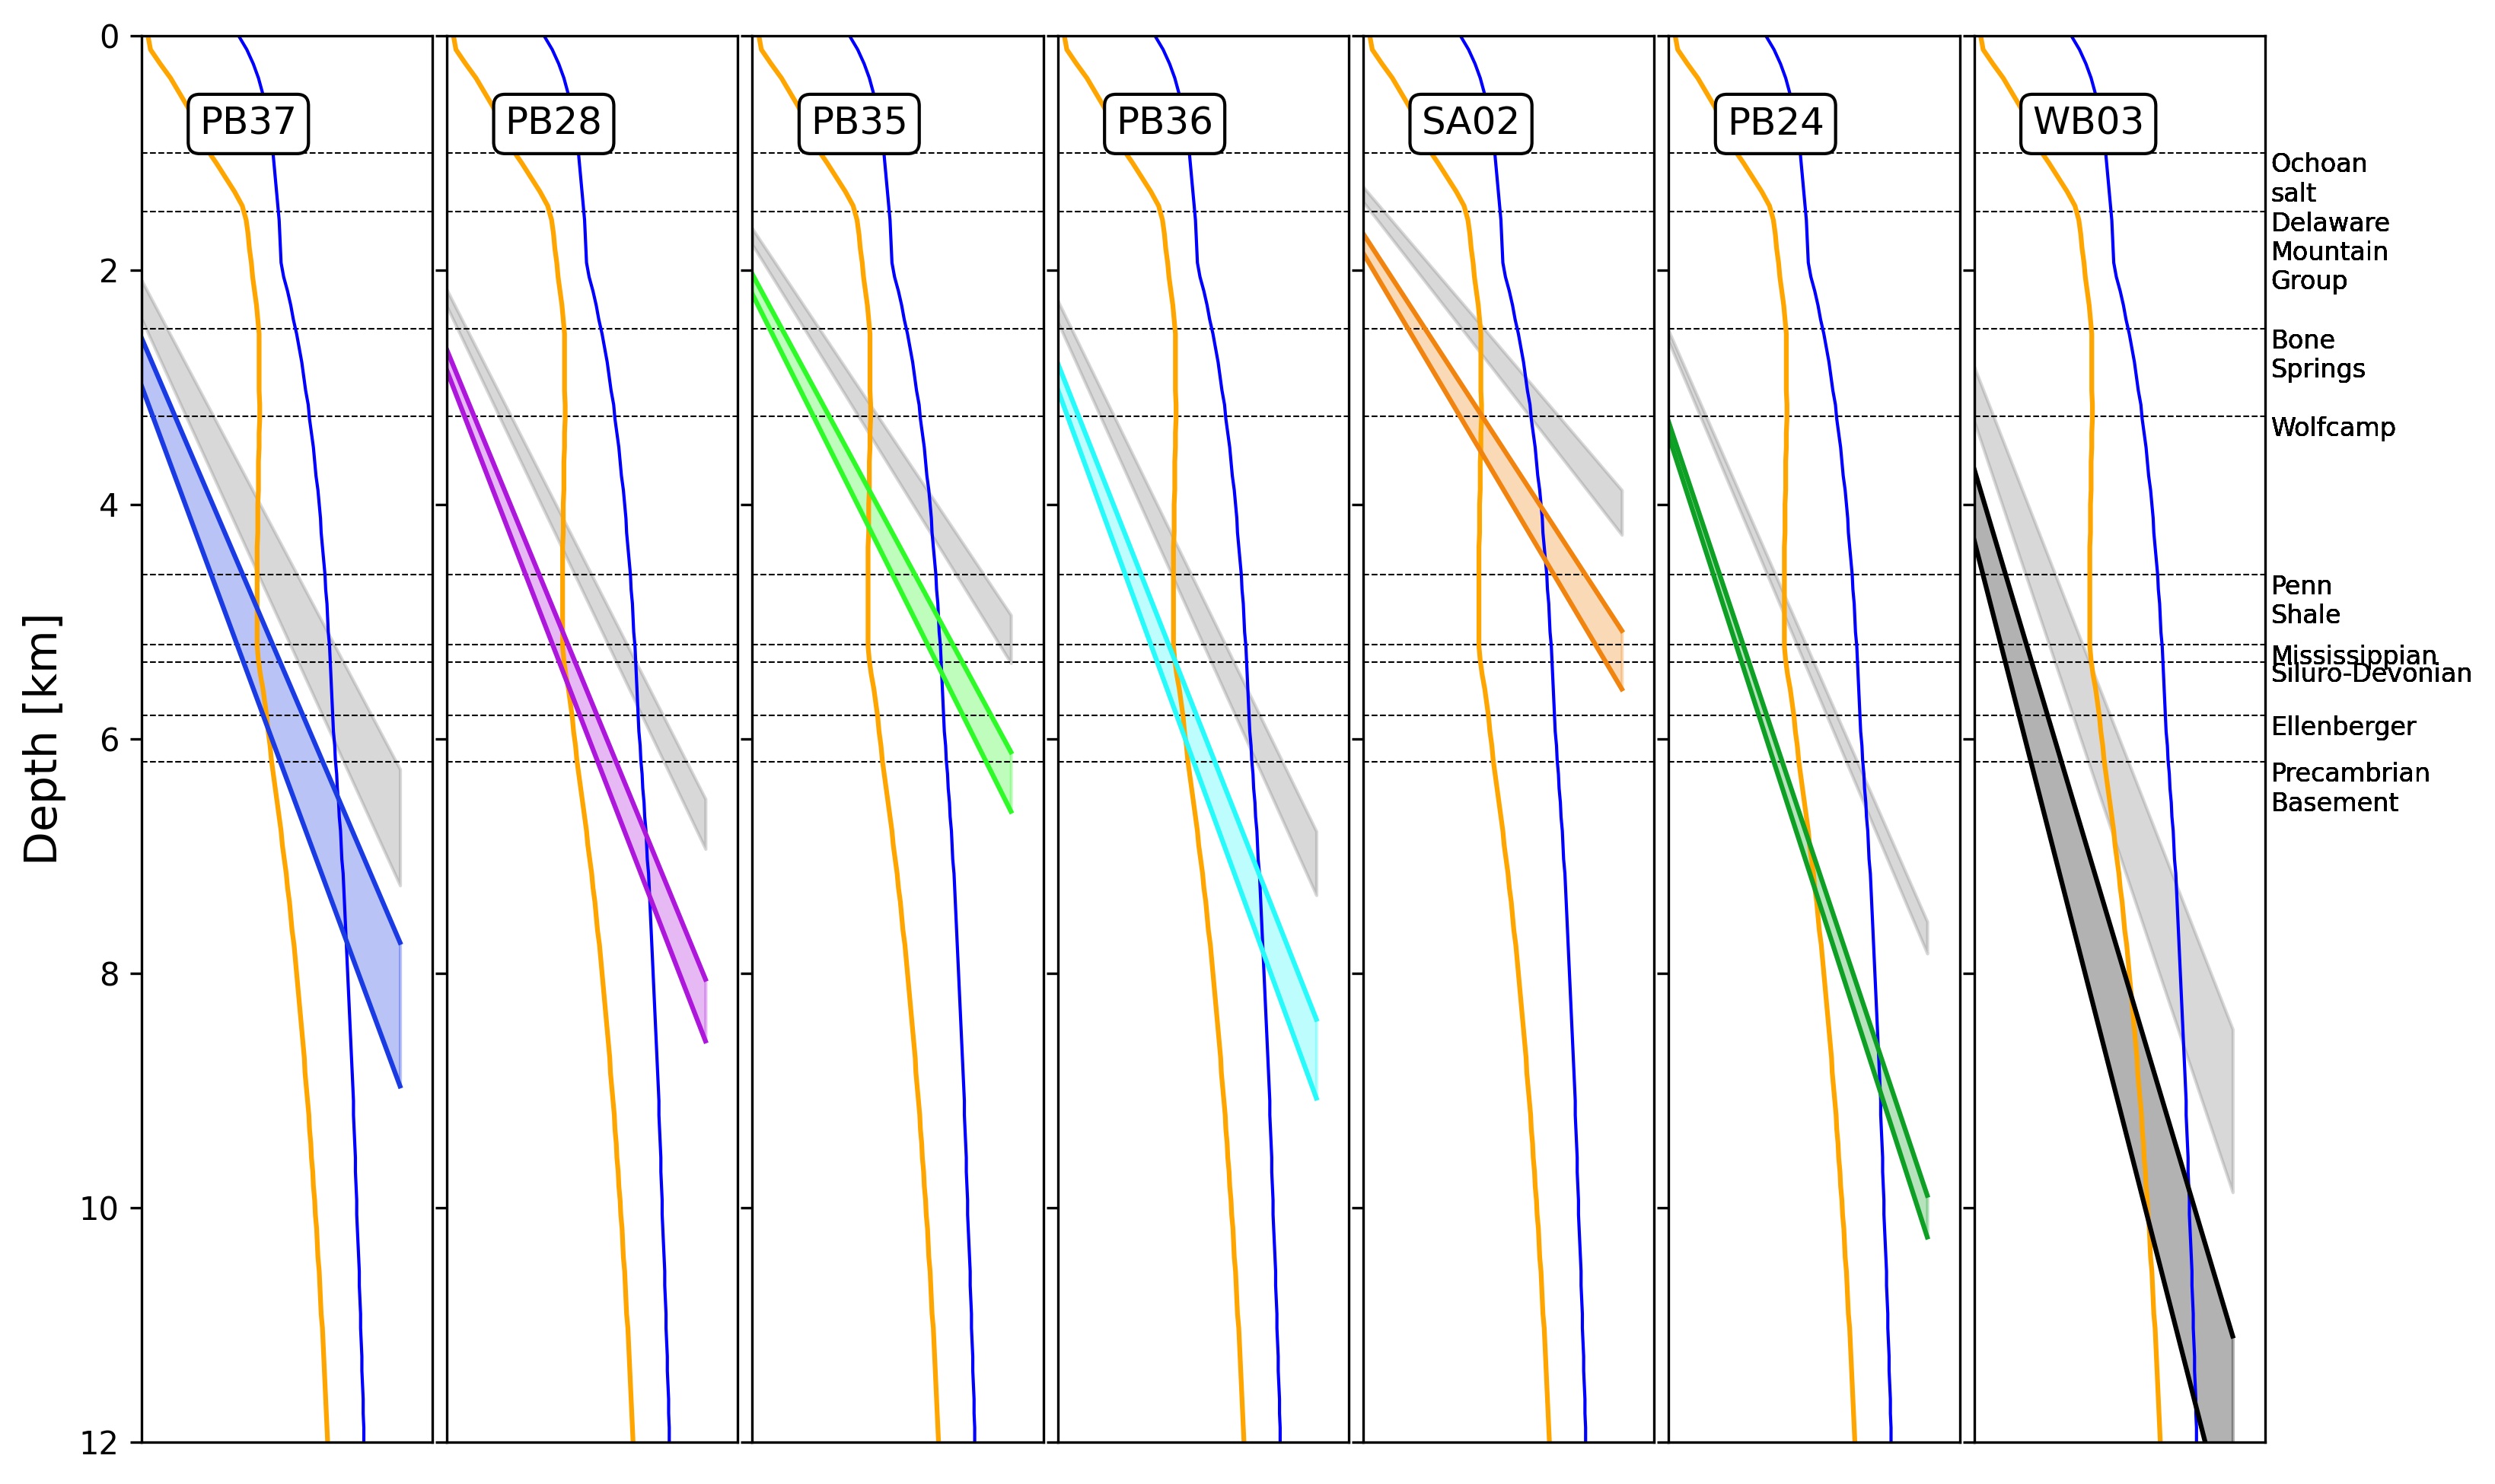 PB37
PB28
PB35
PB36
SA02
PB24
WB03
0
2
4
6
8
10
12
Depth [km]
Ochoan
salt
Delaware
Mountain
Group
Bone
Springs
Wolfcamp
Penn
Shale
Mississippian
Siluro-Devonian
Ellenberger
Precambrian
Basement